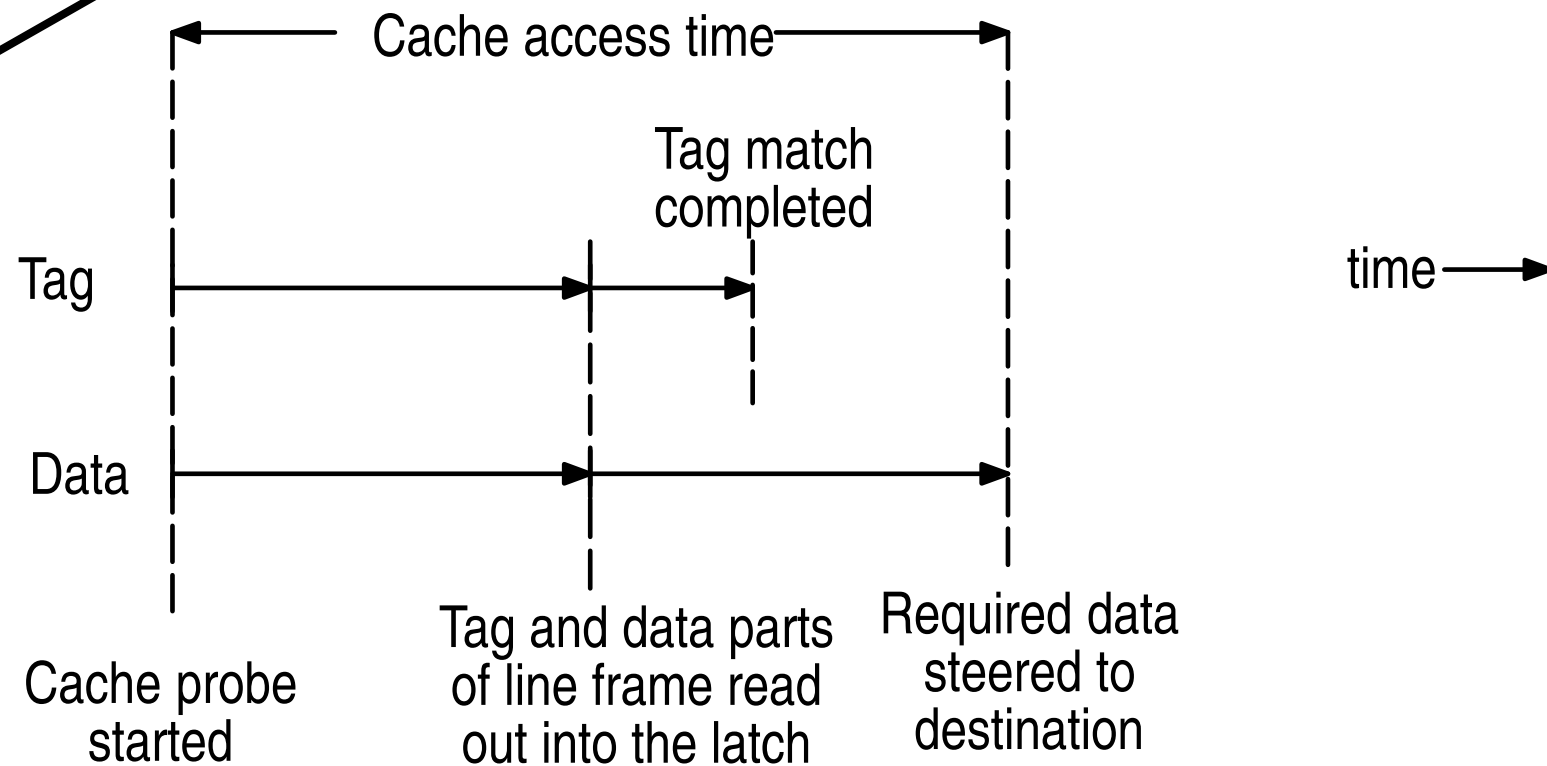 Cache access time
Tag match
completed
Tag
time
Data
Cache probe
started
Tag and data parts
of line frame read
out into the latch
Required data
steered to
destination